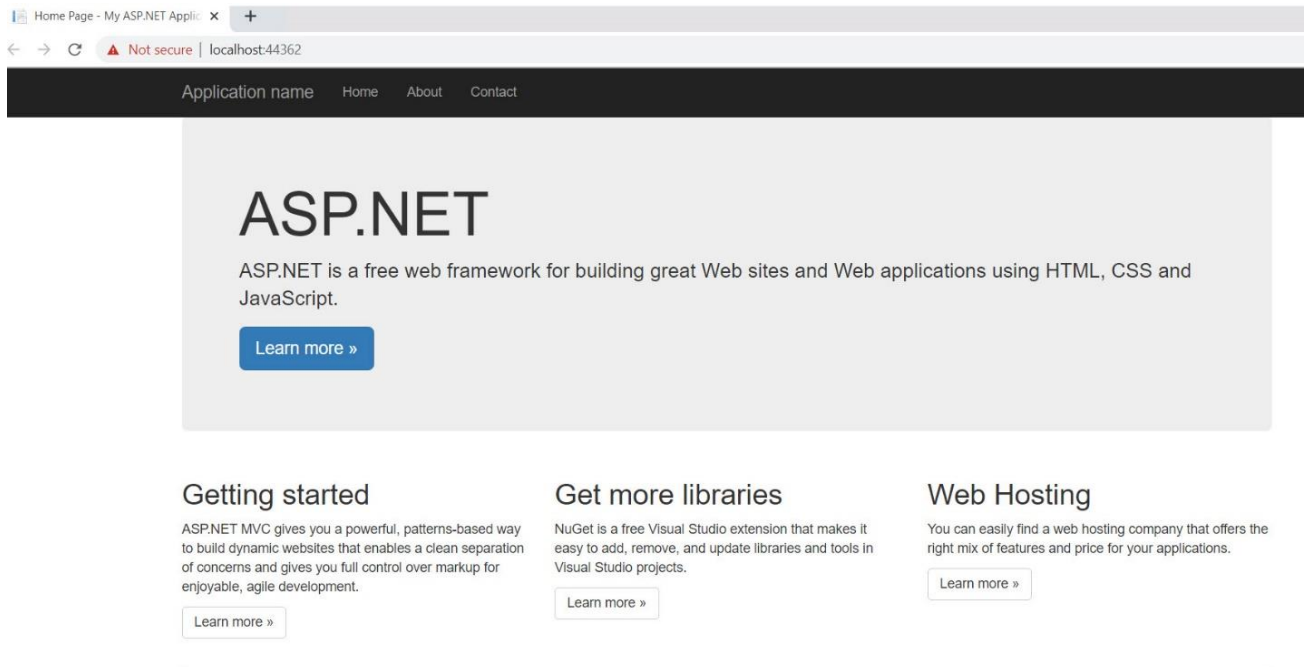 Home Page - My ASP.NET Applic
Not secure | localhost:44362
Application name Home About Contact
ASP.NET
ASP.NET is a free web framework for building great Web sites and Web applications using HTML, CSS and
JavaScript.
Learn more »
Getting started
ASP.NET MVC gives you a powerful, patterns-based way
to build dynamic websites that enables a clean separation
of concerns and gives you full control over markup for
enjoyable, agile development.
Learn more »
Get more libraries
NuGet is a free Visual Studio extension that makes it
easy to add, remove, and update libraries and tools in
Visual Studio projects.
Learn more »
Web Hosting
You can easily find a web hosting company that offers the
right mix of features and price for your applications.
Learn more »